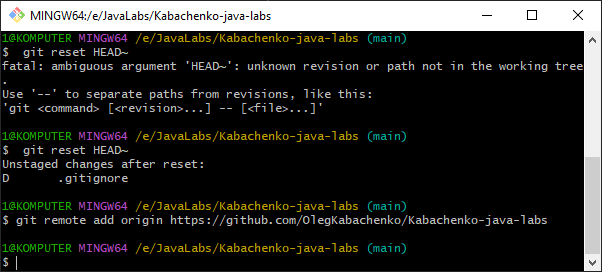 MINGW64:/e/JavaLabs/Kabachenko-java-labs
1@KOMPUTER MINGW64 /e/JavaLabs/Kabachenko-java-labs (main)
$  git reset HEAD~
fatal: ambiguous argument 'HEAD~': unknown revision or path not in the working tree
.
Use '--' to separate paths from revisions, like this:
'git <command> [<revision>...] -- [<file>...]'
1@KOMPUTER MINGW64 /e/JavaLabs/Kabachenko-java-labs (main)
$  git reset HEAD~
Unstaged changes after reset:
D       .gitignore
1@KOMPUTER MINGW64 /e/JavaLabs/Kabachenko-java-labs (main)
$ git remote add origin https://github.com/OlegKabachenko/Kabachenko-java-labs
1@KOMPUTER MINGW64 /e/JavaLabs/Kabachenko-java-labs (main)
$